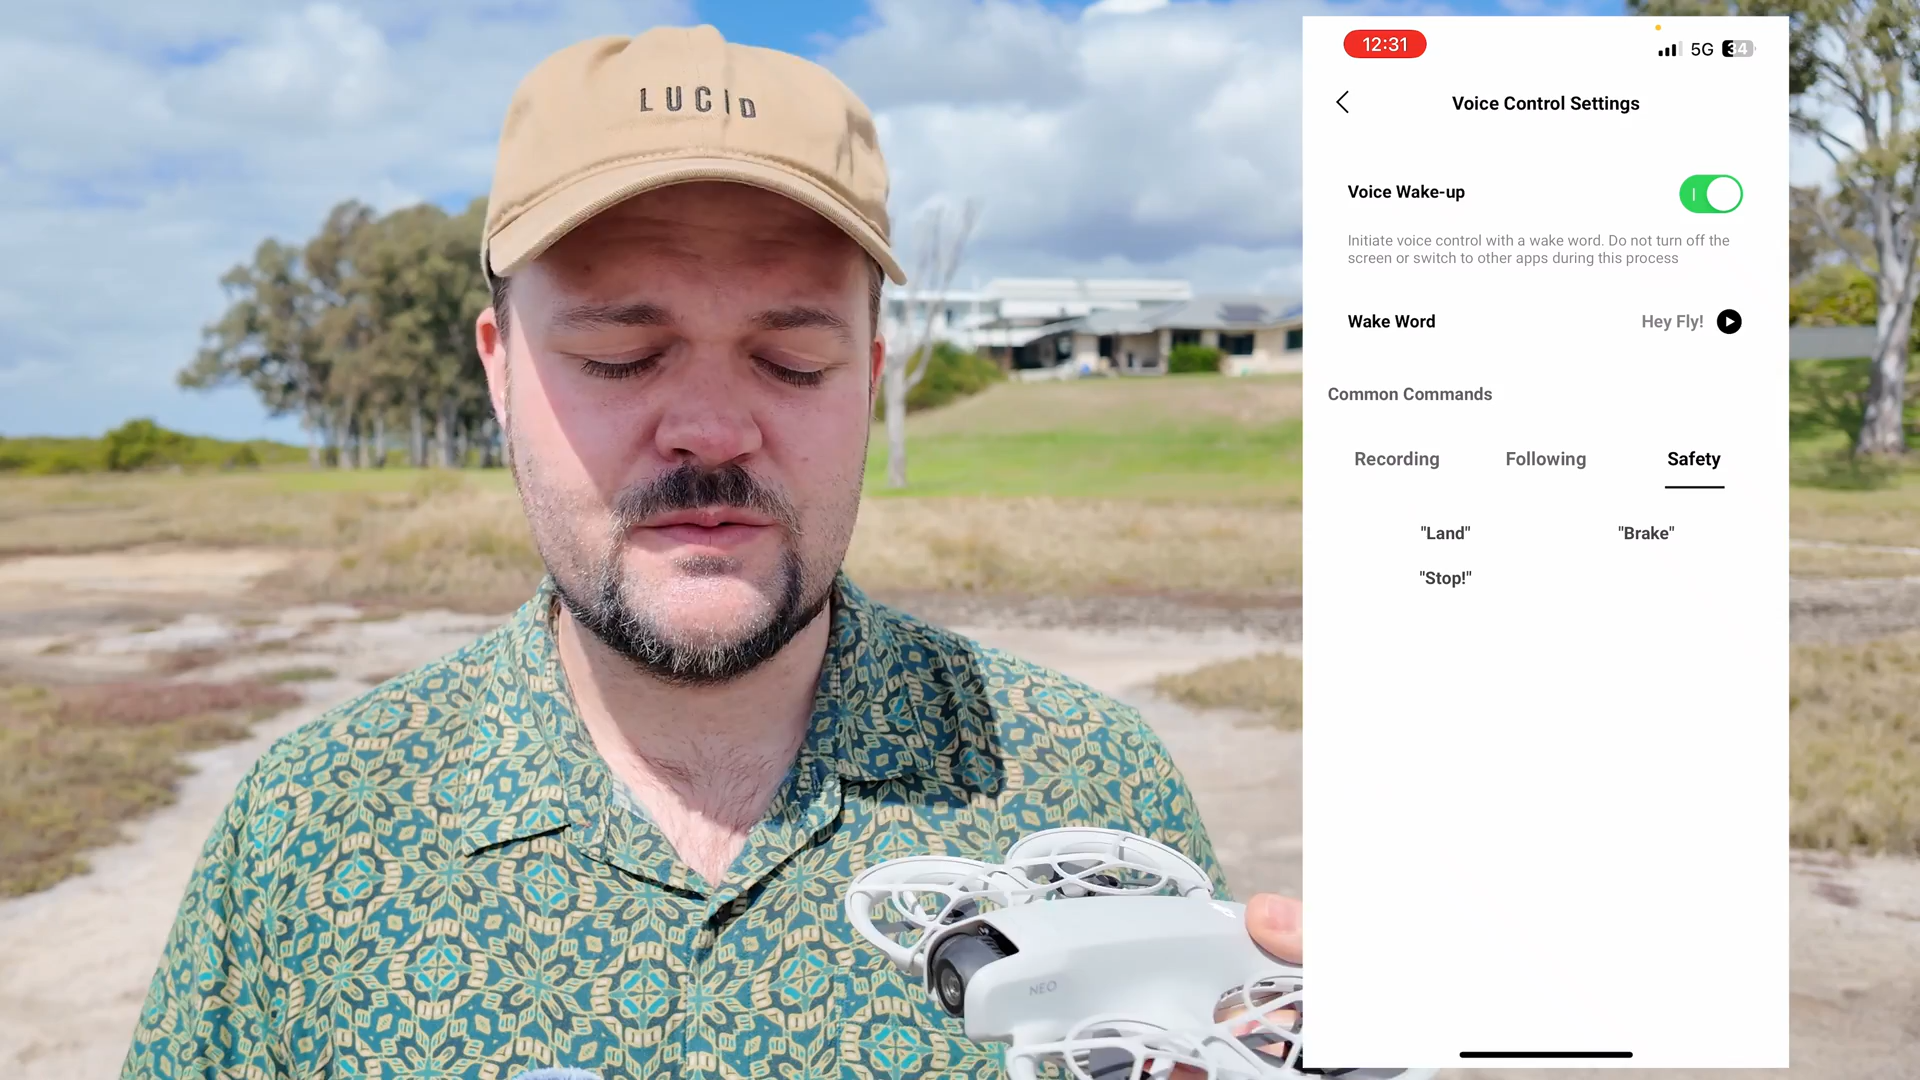 LUCID
NEO
12:31
5G 34
Voice Control Settings
Voice Wake-up
Initiate voice control with a wake word. Do not turn off the
screen or switch to other apps during this process
Wake Word Hey Fly!
Common Commands
Recording Following Safety
"Land" "Brake"
"Stop!"